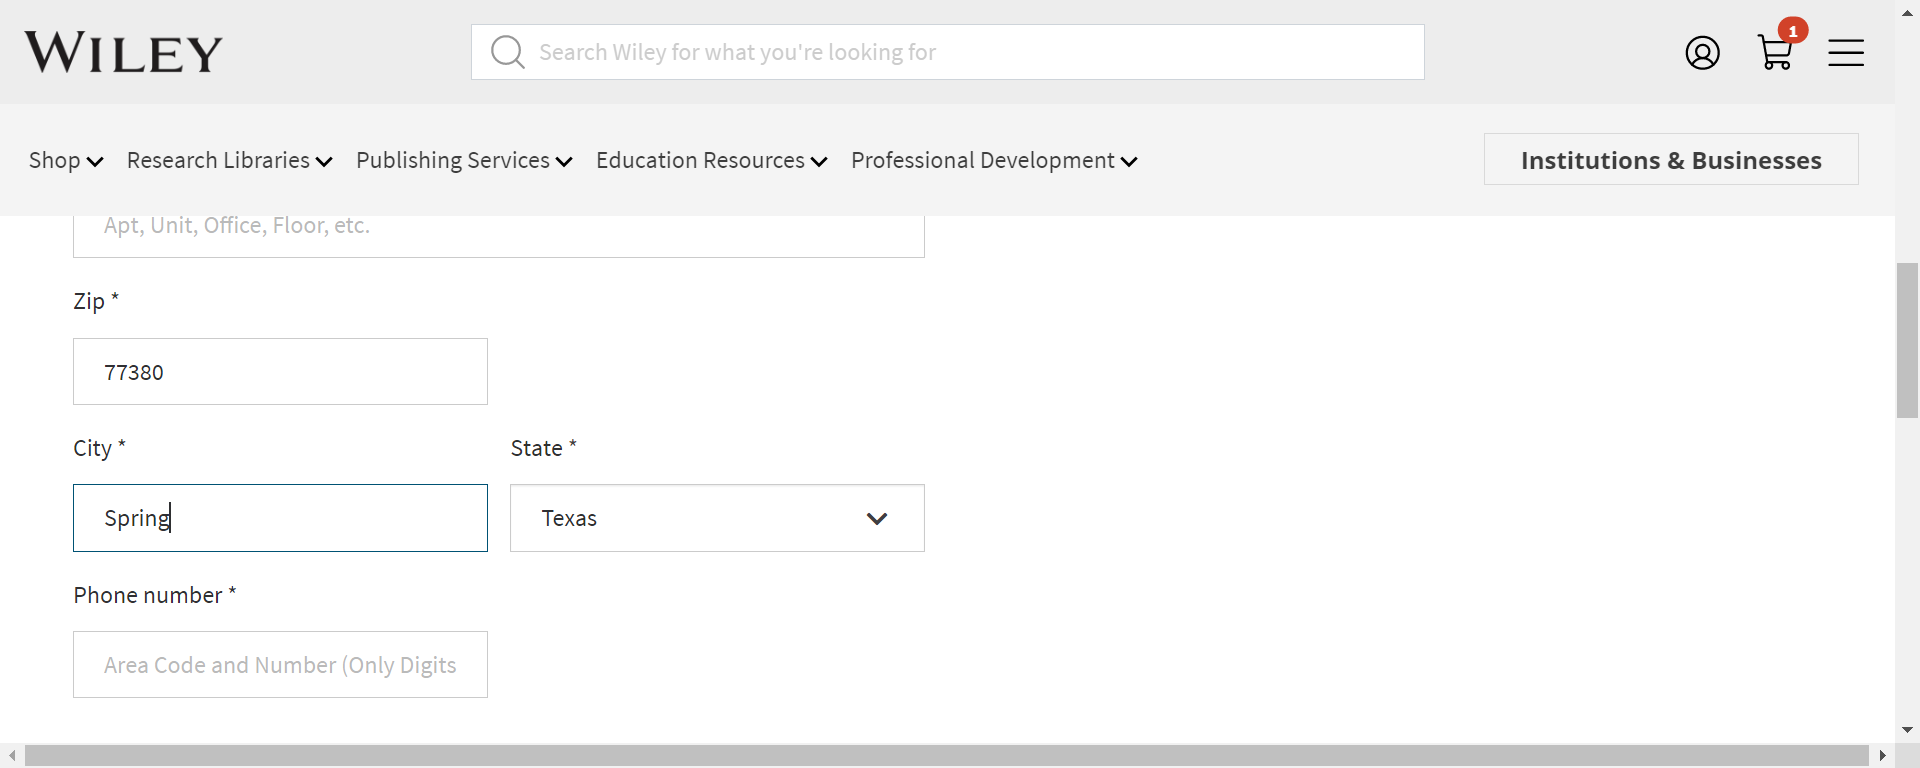 WILEY
Search Wiley for what you're looking for
1
Shop Research Libraries Publishing Services Education Resources Professional Development
Institutions & Businesses
Apt, Unit, Office, Floor, etc.
Zip *
77380
City * State *
Spring Texas
Phone number *
Area Code and Number (Only Digits